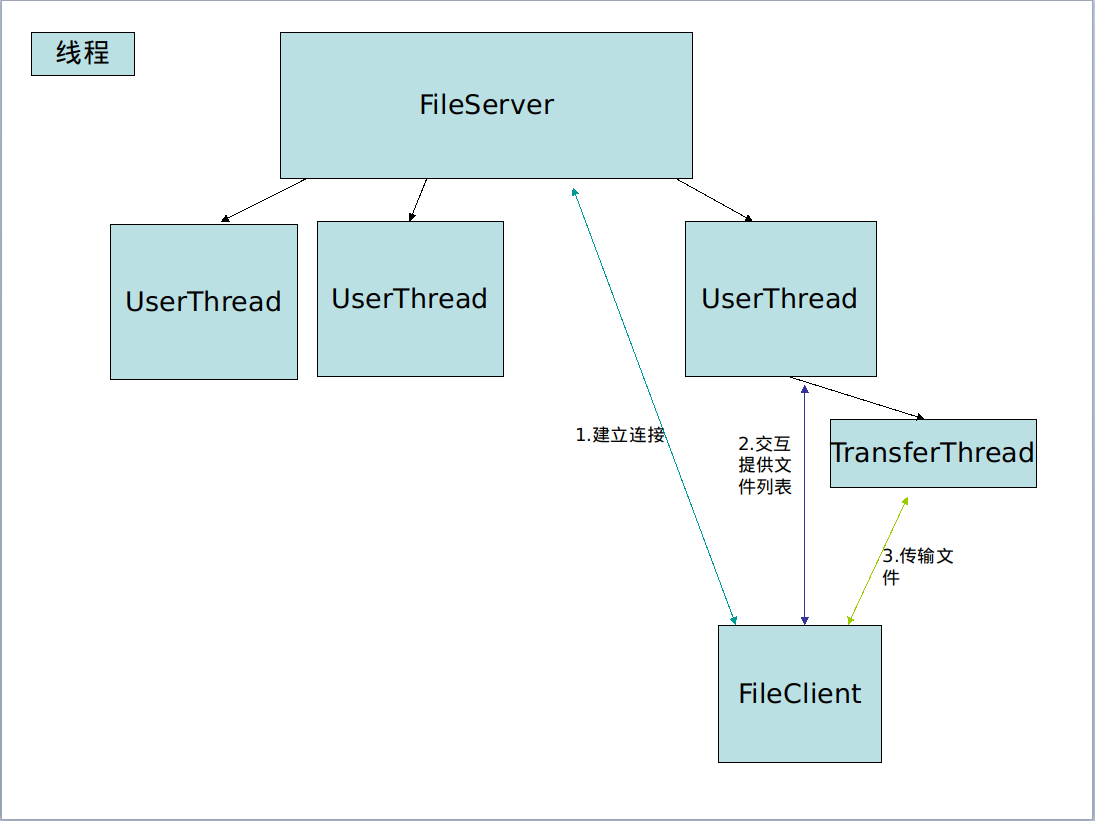 线程
FileServer
UserThread
UserThread
UserThread
1.建立连接
2.交互
提供文
件列表
TransferThread
3.传输文
件
FileClient